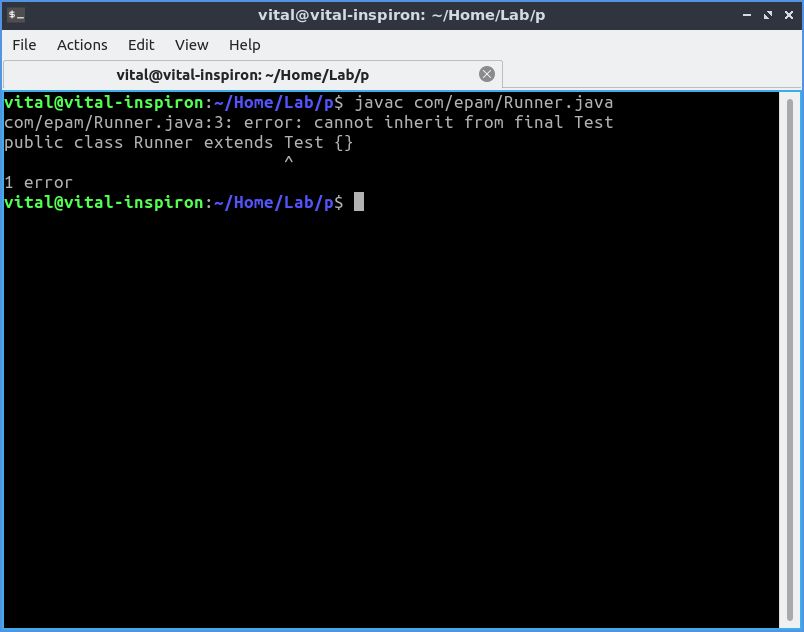 vital@vital-inspiron: ~/Home/Lab/p
File Actions Edit View Help
vital@vital-inspiron: ~/Home/Lab/p
vital@vital-inspiron:~/Home/Lab/p$ javac com/epam/Runner.java
com/epam/Runner.java:3: error: cannot inherit from final Test
public class Runner extends Test {}
                            ^
1 error
vital@vital-inspiron:~/Home/Lab/p$